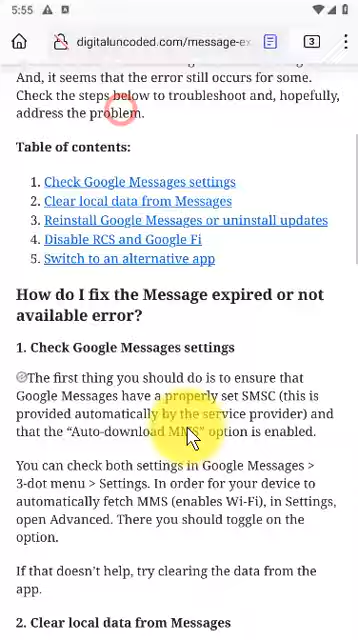 5:55
digitaluncoded.com/message-ex
3
And, it seems that the error still occurs for some.
Check the steps below to troubleshoot and, hopefully,
address the problem.
Table of contents:
1. Check Google Messages settings
2. Clear local data from Messages
3. Reinstall Google Messages or uninstall updates
4. Disable RCS and Google Fi
5. Switch to an alternative app
How do I fix the Message expired or not
available error?
1. Check Google Messages settings
The first thing you should do is to ensure that
Google Messages have a properly set SMSC (this is
provided automatically by the service provider) and
that the “Auto-download MMS” option is enabled.
You can check both settings in Google Messages >
3-dot menu > Settings. In order for your device to
automatically fetch MMS (enables Wi-Fi), in Settings,
open Advanced. There you should toggle on the
option.
If that doesn’t help, try clearing the data from the
app.
2. Clear local data from Messages